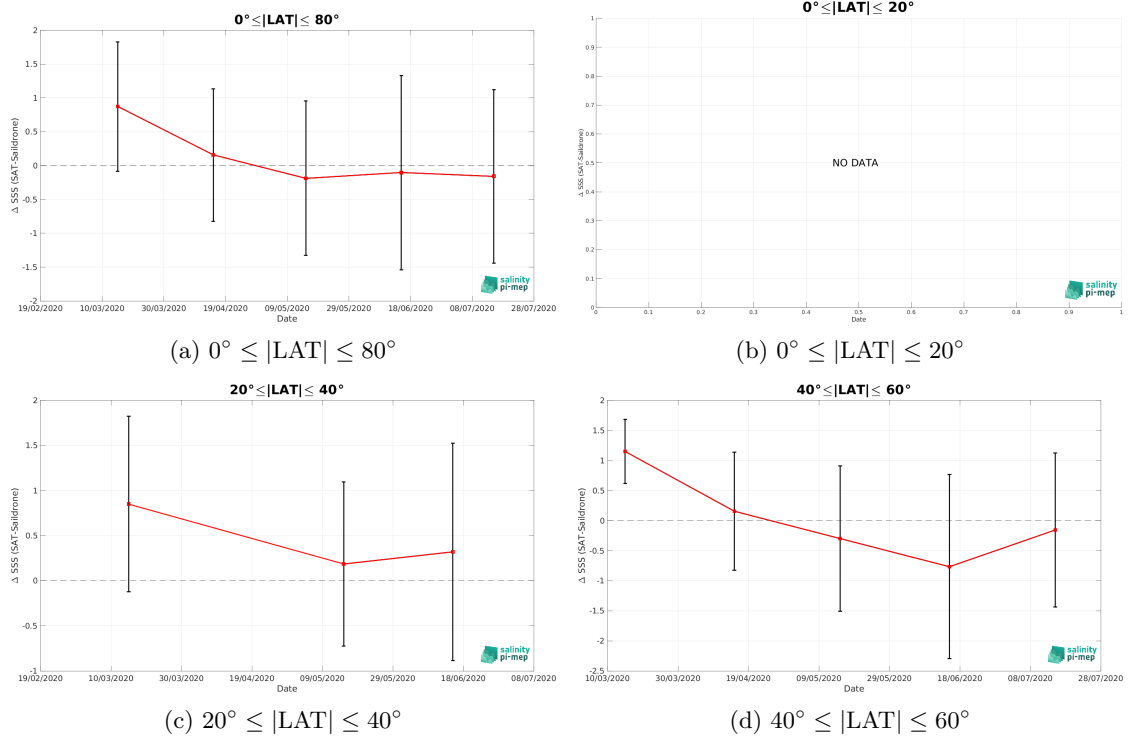 0°≤|LAT|≤ 80°
2
1.5
1
0.5
0
-0.5
-1
-1.5
-2
Δ SSS (SAT-Saildrone)
19/02/2020 10/03/2020 30/03/2020 19/04/2020 09/05/2020 29/05/2020 18/06/2020 08/07/2020 28/07/2020
Date
salinity
pi-mep
(a) 0° ≤ |LAT| ≤ 80°
0°≤|LAT|≤ 20°
1
0.9
0.8
0.7
0.6
0.5
0.4
0.3
0.2
0.1
0
Δ SSS (SAT-Saildrone)
NO DATA
0 0.1 0.2 0.3 0.4 0.5 0.6 0.7 0.8 0.9 1
Date
salinity
pi-mep
(b) 0° ≤ |LAT| ≤ 20°
20°≤|LAT|≤ 40°
2
1.5
1
0.5
0
-0.5
-1
Δ SSS (SAT-Saildrone)
19/02/2020 10/03/2020 30/03/2020 19/04/2020 09/05/2020 29/05/2020 18/06/2020 08/07/2020
Date
salinity
pi-mep
(c) 20° ≤ |LAT| ≤ 40°
40°≤|LAT|≤ 60°
2
1.5
1
0.5
0
-0.5
-1
-1.5
-2
-2.5
Δ SSS (SAT-Saildrone)
10/03/2020 30/03/2020 19/04/2020 09/05/2020 29/05/2020 18/06/2020 08/07/2020 28/07/2020
Date
salinity
pi-mep
(d) 40° ≤ |LAT| ≤ 60°